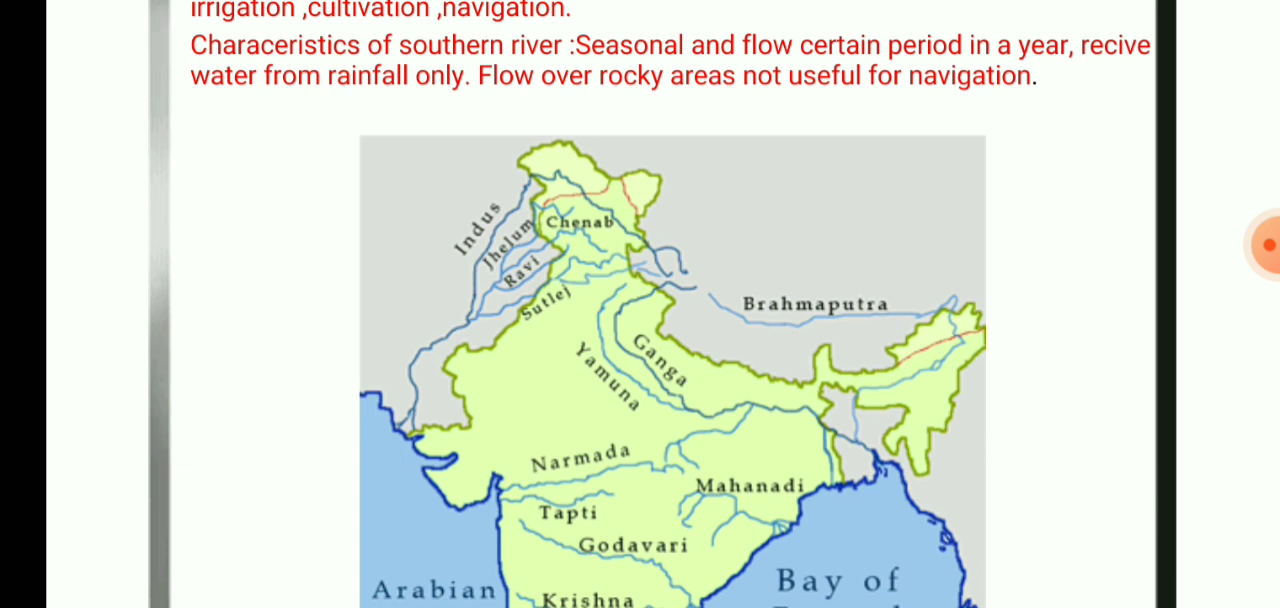 irrigation ,cultivation ,navigation.
Characeristics of southern river :Seasonal and flow certain period in a year, recive
water from rainfall only. Flow over rocky areas not useful for navigation.
Indus
Jhelum
Chenab
Ravi
Sutlej
Brahmaputra
Ganga
Yamuna
Narmada
Mahanadi
Tapti
Godavari
Arabian
Bay of
Krishna